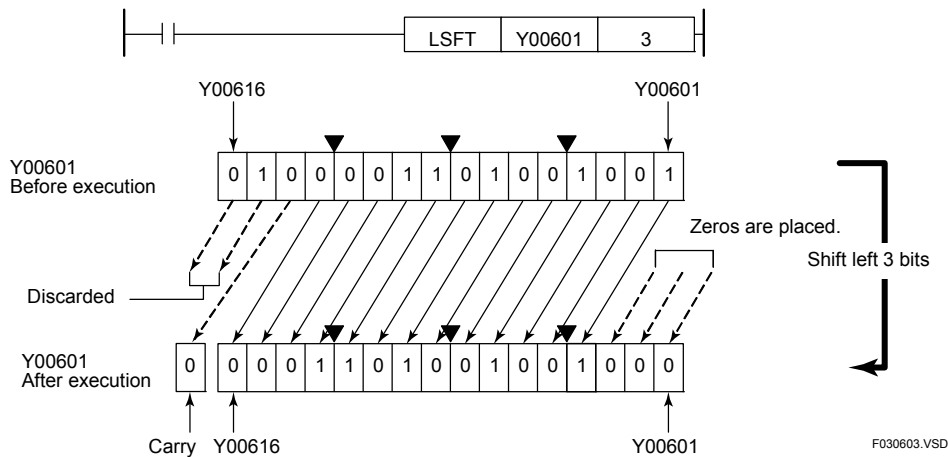 LSFT Y00601 3
Y00616 Y00601
Y00601
Before execution
0 1 0 0 0 0 1 1 0 1 0 0 1 0 0 1
Zeros are placed.
Shift left 3 bits
Discarded
Y00601
After execution
0 0 0 0 1 1 0 1 0 0 1 0 0 1 0 0 0
Carry Y00616 Y00601
F030603.VSD